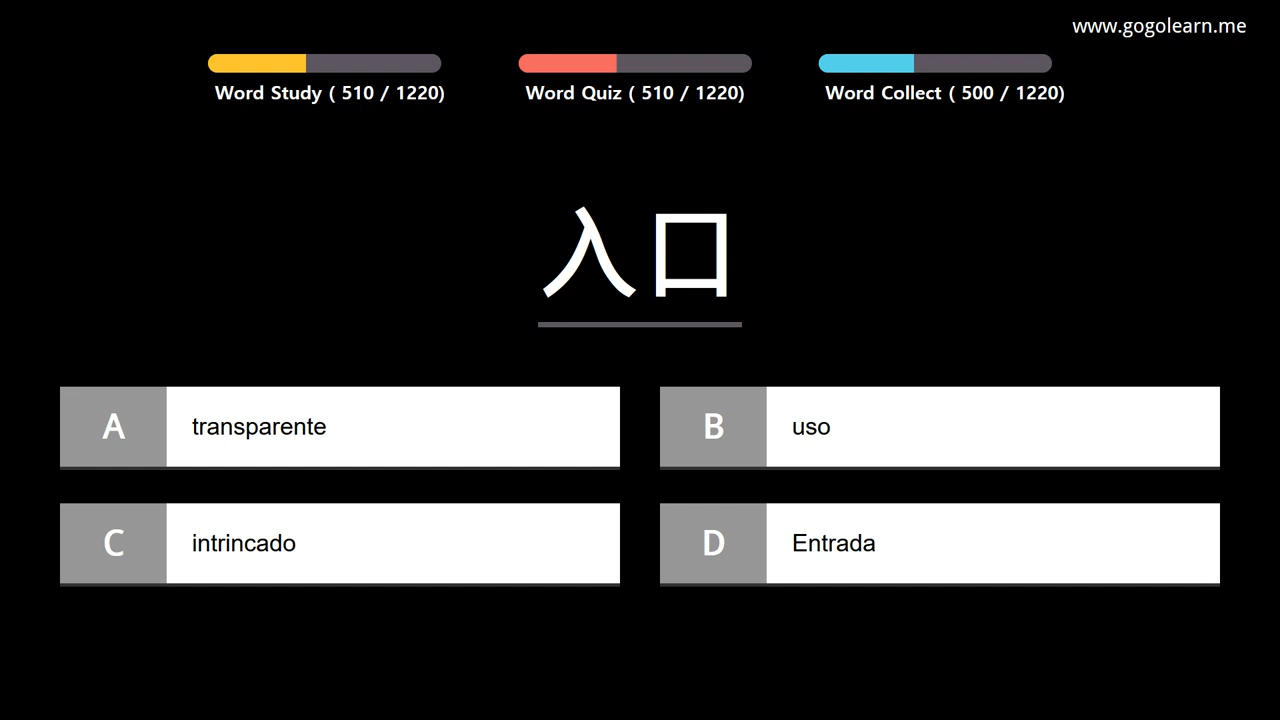 www.gogolearn.me
Word Study ( 510 / 1220)
Word Quiz ( 510 / 1220)
Word Collect ( 500 / 1220)
入口
A transparente
B uso
C intrincado
D Entrada